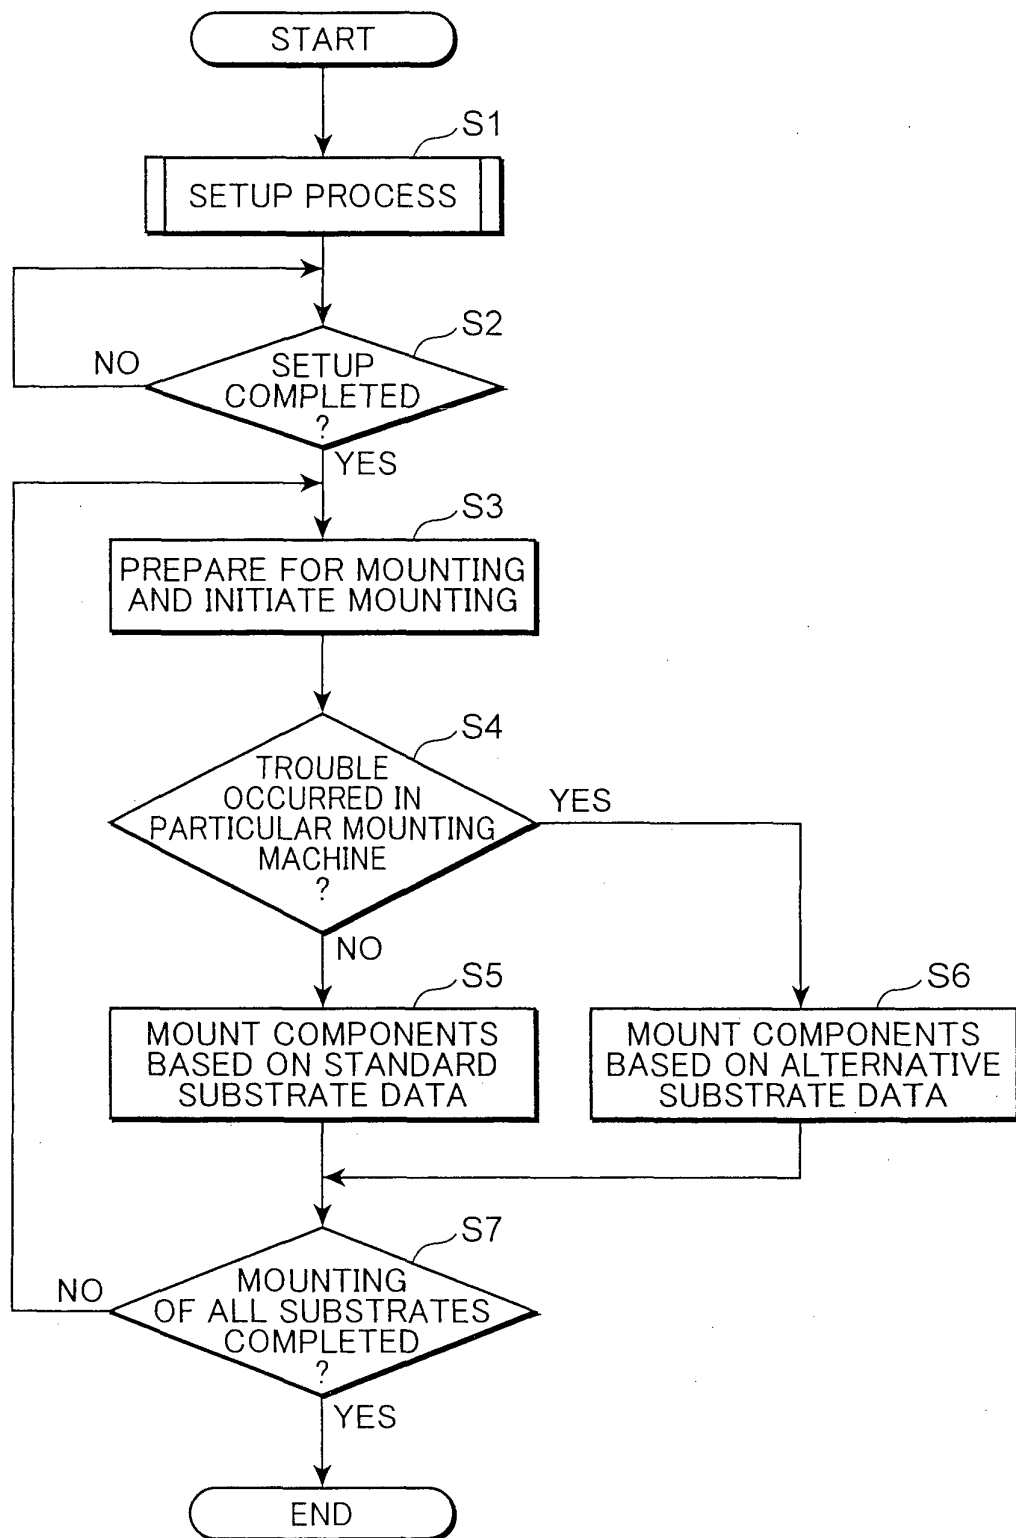 START
S1
SETUP PROCESS
S2
NO
SETUP
COMPLETED
?
YES
S3
PREPARE FOR MOUNTING
AND INITIATE MOUNTING
S4
TROUBLE
OCCURRED IN
PARTICULAR MOUNTING
MACHINE
?
YES
NO
S5
MOUNT COMPONENTS
BASED ON STANDARD
SUBSTRATE DATA
S6
MOUNT COMPONENTS
BASED ON ALTERNATIVE
SUBSTRATE DATA
S7
NO
MOUNTING
OF ALL SUBSTRATES
COMPLETED
?
YES
END